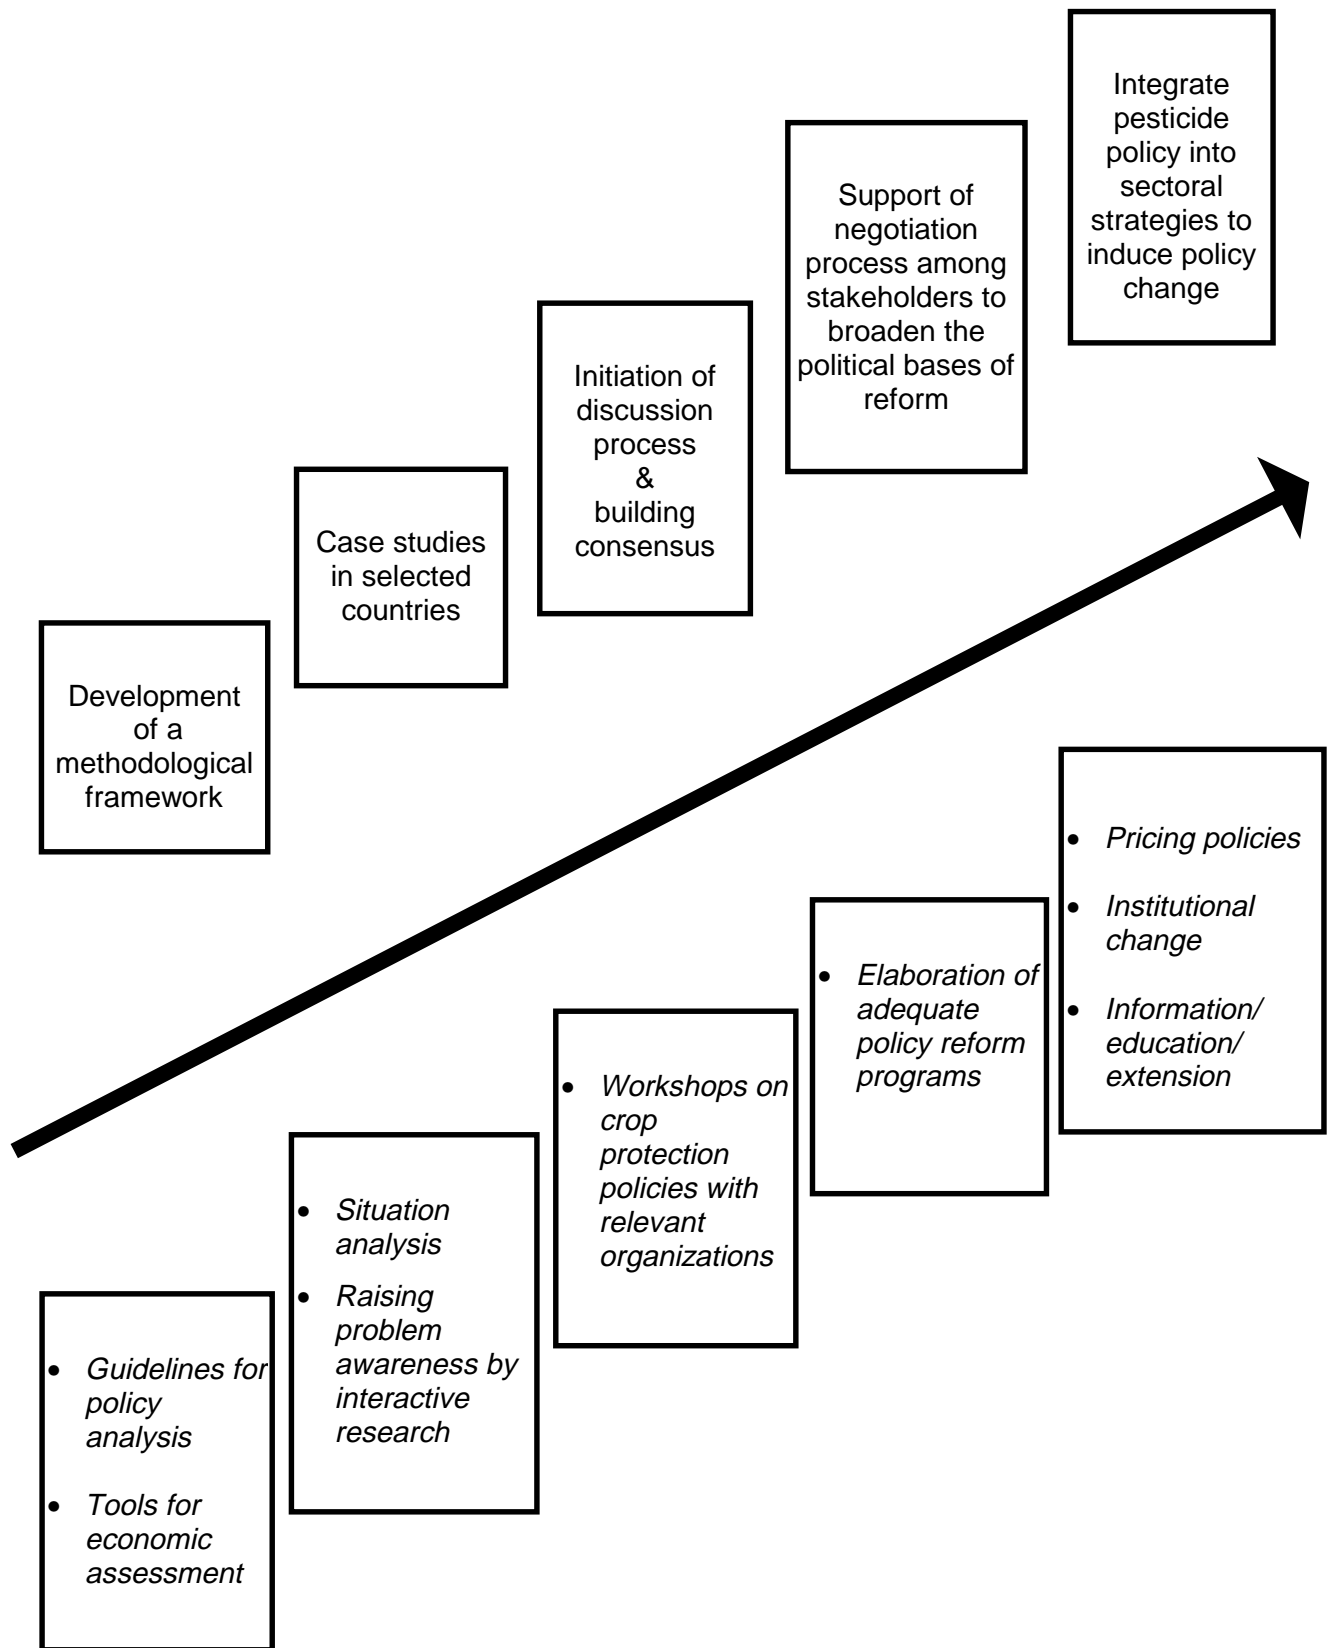 Integrate
pesticide
policy into
sectoral
strategies to
induce policy
change
Support of
negotiation
process among
stakeholders to
broaden the
political bases of
reform
Initiation of
discussion
process
&
building
consensus
Case studies
in selected
countries
Development
of a
methodological
framework
• Pricing policies
• Institutional
change
• Information/
education/
extension
• Elaboration of
adequate
policy reform
programs
• Workshops on
crop
protection
policies with
relevant
organizations
• Situation
analysis
• Raising
problem
awareness by
interactive
research
• Guidelines for
policy
analysis
• Tools for
economic
assessment